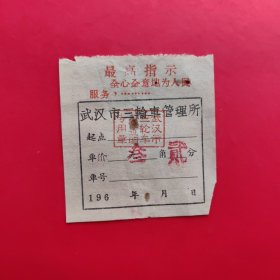 最高指示
全心全意地为人民
服务，………
武汉市三轮车管理所
起点
单价 叁 角 贰 分
车号
196 年 月 日